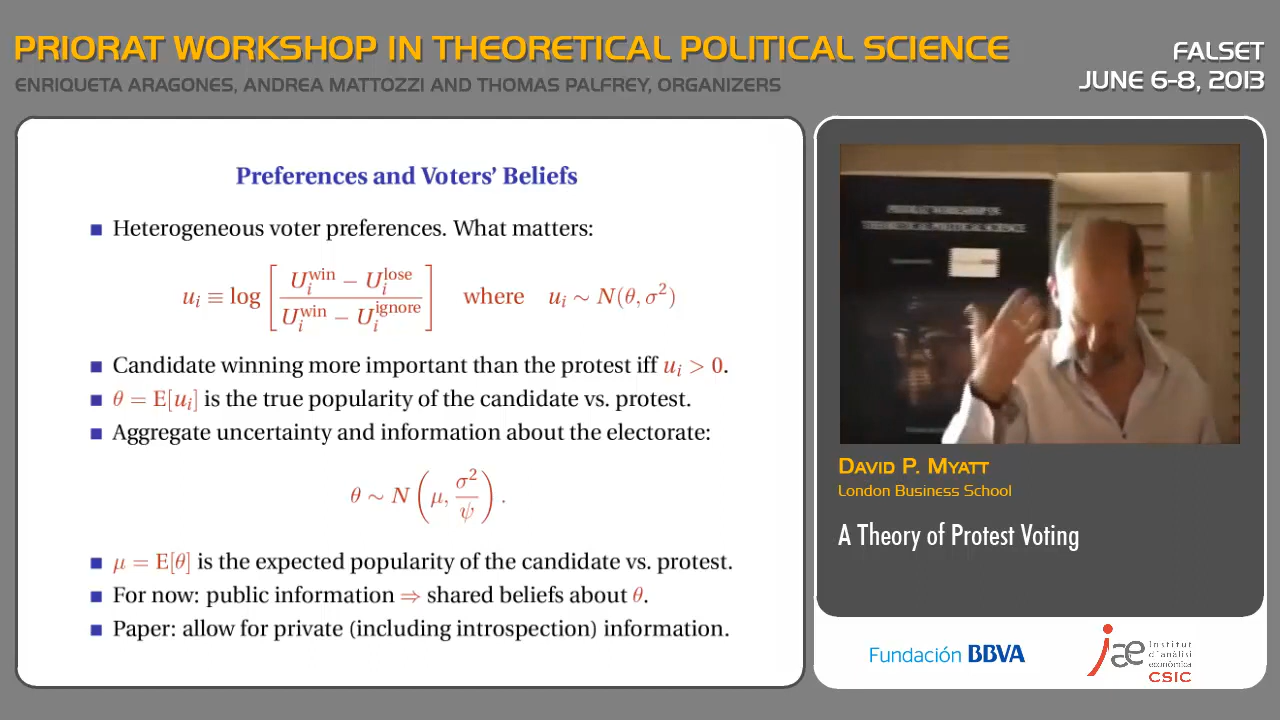 PRIORAT WORKSHOP IN THEORETICAL POLITICAL SCIENCE
ENRIQUETA ARAGONES, ANDREA MATTOZZI AND THOMAS PALFREY, ORGANIZERS
FALSET
JUNE 6-8, 2013
Preferences and Voters' Beliefs
Heterogeneous voter preferences. What matters:
u_i ≡ log [ (U_i^win − U_i^lose) / (U_i^win − U_i^ignore) ] where u_i ∼ N(θ, σ²)
Candidate winning more important than the protest iff u_i > 0.
θ = E[u_i] is the true popularity of the candidate vs. protest.
Aggregate uncertainty and information about the electorate:
θ ∼ N(μ, σ²/ψ).
μ = E[θ] is the expected popularity of the candidate vs. protest.
For now: public information ⇒ shared beliefs about θ.
Paper: allow for private (including introspection) information.
DAVID P. MYATT
London Business School
A Theory of Protest Voting
Fundación BBVA
iae
Institut
d'anàlisi
econòmica
CSIC